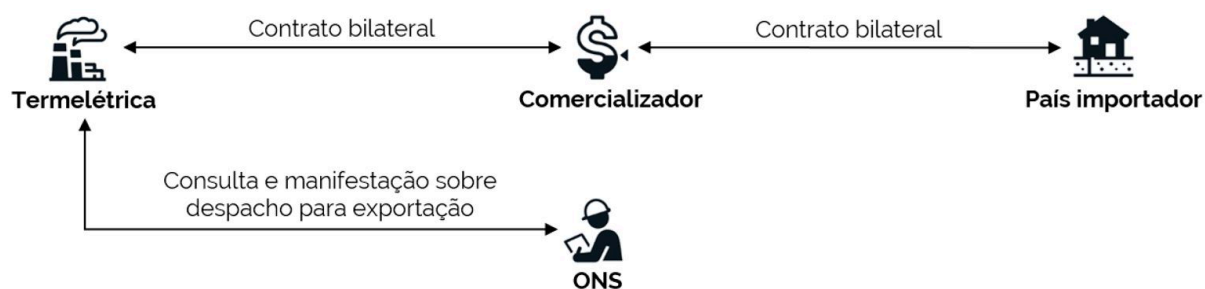 Contrato bilateral
Contrato bilateral
Termelétrica
Comercializador
País importador
Consulta e manifestação sobre
despacho para exportação
ONS